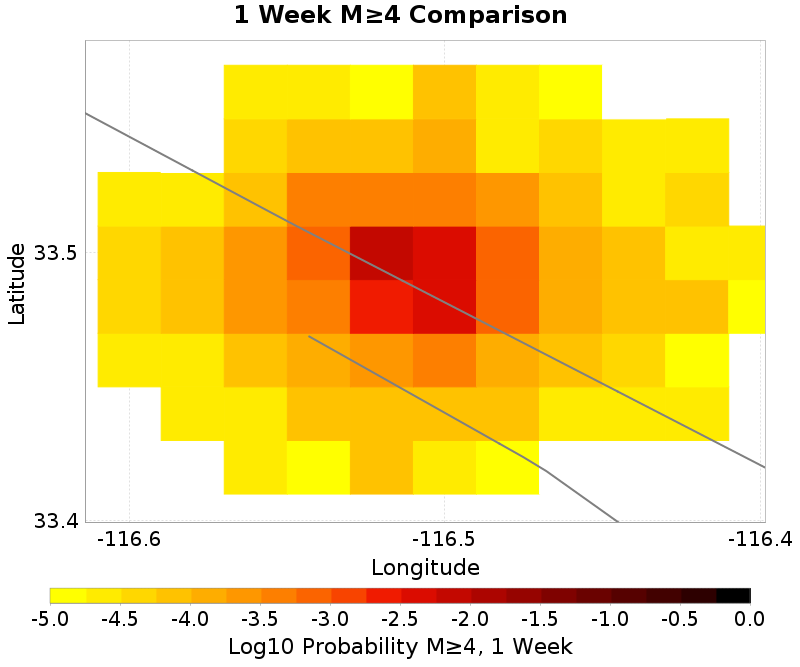 1 Week M≥4 Comparison
Latitude
33.5
33.4
-116.6 -116.5 -116.4
Longitude
-5.0 -4.5 -4.0 -3.5 -3.0 -2.5 -2.0 -1.5 -1.0 -0.5 0.0
Log10 Probability M≥4, 1 Week